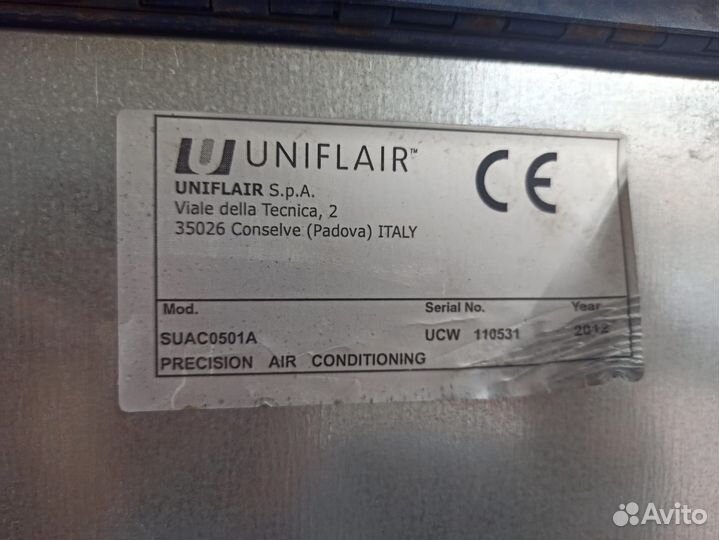 UNIFLAIR™
UNIFLAIR S.p.A.
Viale della Tecnica, 2
35026 Conselve (Padova) ITALY
CE
Mod. Serial No. Year
SUAC0501A UCW 110531 2012
PRECISION AIR CONDITIONING
Avito